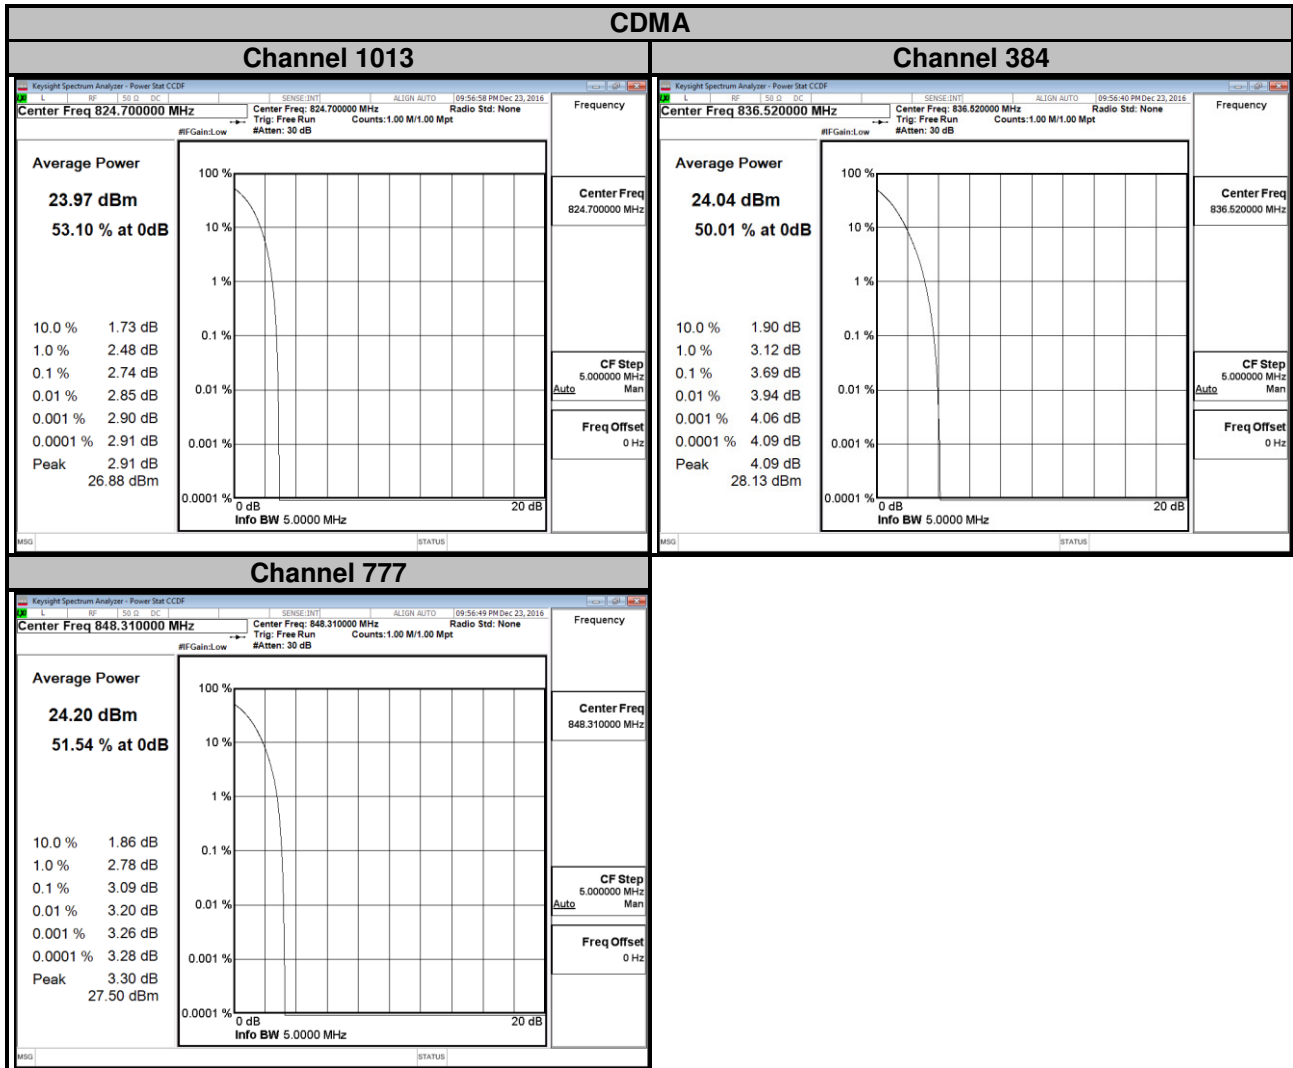 CDMA
Channel 1013
Keysight Spectrum Analyzer - Power Stat CCDF
L RF 50 Ω DC SENSE:INT ALIGN AUTO 09:56:58 PM Dec 23, 2016
Center Freq 824.700000 MHz
Center Freq: 824.700000 MHz Radio Std: None
Trig: Free Run Counts:1.00 M/1.00 Mpt
#IFGain:Low #Atten: 30 dB
Frequency
Average Power
23.97 dBm
53.10 % at 0dB
10.0 % 1.73 dB
1.0 % 2.48 dB
0.1 % 2.74 dB
0.01 % 2.85 dB
0.001 % 2.90 dB
0.0001 % 2.91 dB
Peak 2.91 dB
26.88 dBm
100 %
10 %
1 %
0.1 %
0.01 %
0.001 %
0.0001 %
0 dB 20 dB
Info BW 5.0000 MHz
Center Freq
824.700000 MHz
CF Step
5.000000 MHz
Auto Man
Freq Offset
0 Hz
MSG STATUS
Channel 384
Keysight Spectrum Analyzer - Power Stat CCDF
L RF 50 Ω DC SENSE:INT ALIGN AUTO 09:56:40 PM Dec 23, 2016
Center Freq 836.520000 MHz
Center Freq: 836.520000 MHz Radio Std: None
Trig: Free Run Counts:1.00 M/1.00 Mpt
#IFGain:Low #Atten: 30 dB
Frequency
Average Power
24.04 dBm
50.01 % at 0dB
10.0 % 1.90 dB
1.0 % 3.12 dB
0.1 % 3.69 dB
0.01 % 3.94 dB
0.001 % 4.06 dB
0.0001 % 4.09 dB
Peak 4.09 dB
28.13 dBm
100 %
10 %
1 %
0.1 %
0.01 %
0.001 %
0.0001 %
0 dB 20 dB
Info BW 5.0000 MHz
Center Freq
836.520000 MHz
CF Step
5.000000 MHz
Auto Man
Freq Offset
0 Hz
MSG STATUS
Channel 777
Keysight Spectrum Analyzer - Power Stat CCDF
L RF 50 Ω DC SENSE:INT ALIGN AUTO 09:56:49 PM Dec 23, 2016
Center Freq 848.310000 MHz
Center Freq: 848.310000 MHz Radio Std: None
Trig: Free Run Counts:1.00 M/1.00 Mpt
#IFGain:Low #Atten: 30 dB
Frequency
Average Power
24.20 dBm
51.54 % at 0dB
10.0 % 1.86 dB
1.0 % 2.78 dB
0.1 % 3.09 dB
0.01 % 3.20 dB
0.001 % 3.26 dB
0.0001 % 3.28 dB
Peak 3.30 dB
27.50 dBm
100 %
10 %
1 %
0.1 %
0.01 %
0.001 %
0.0001 %
0 dB 20 dB
Info BW 5.0000 MHz
Center Freq
848.310000 MHz
CF Step
5.000000 MHz
Auto Man
Freq Offset
0 Hz
MSG STATUS